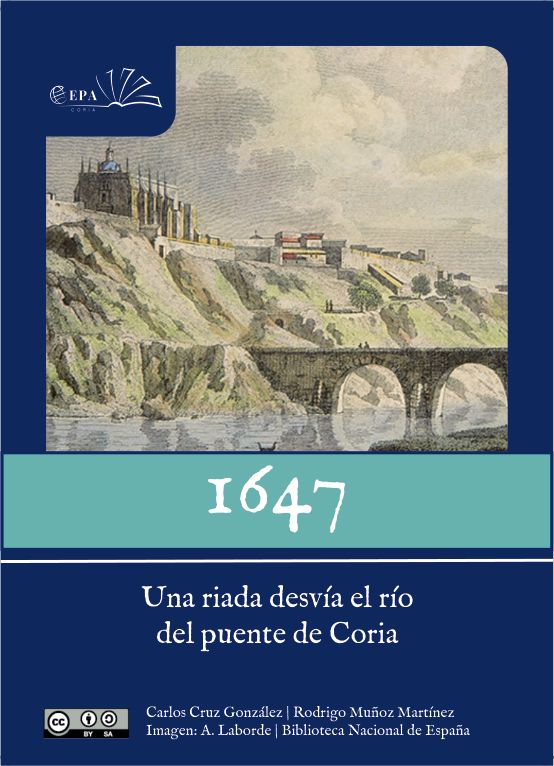 EPA
CORIA
1647
Una riada desvía el río
del puente de Coria
Carlos Cruz González | Rodrigo Muñoz Martínez
Imagen: A. Laborde | Biblioteca Nacional de España
cc
BY SA